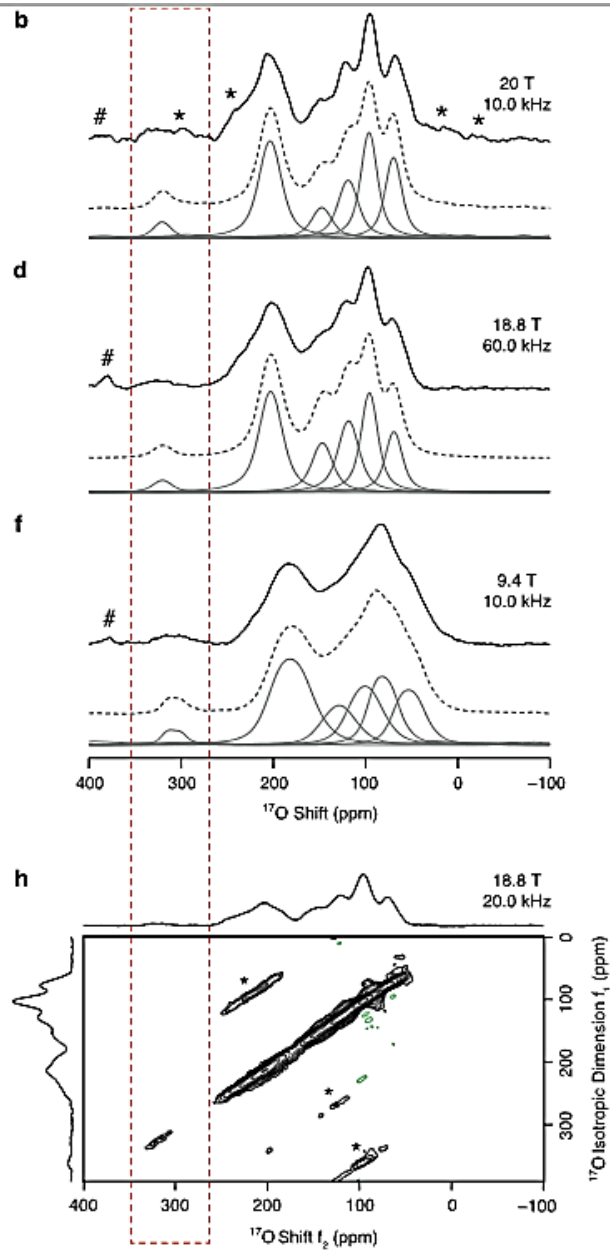 b
20 T
10.0 kHz
#
*
*
*
*
d
18.8 T
60.0 kHz
#
f
9.4 T
10.0 kHz
#
400
300
200
100
0
−100
¹⁷O Shift (ppm)
h
18.8 T
20.0 kHz
*
*
*
0
100
200
300
¹⁷O Isotropic Dimension f₁ (ppm)
400
300
200
100
0
−100
¹⁷O Shift f₂ (ppm)